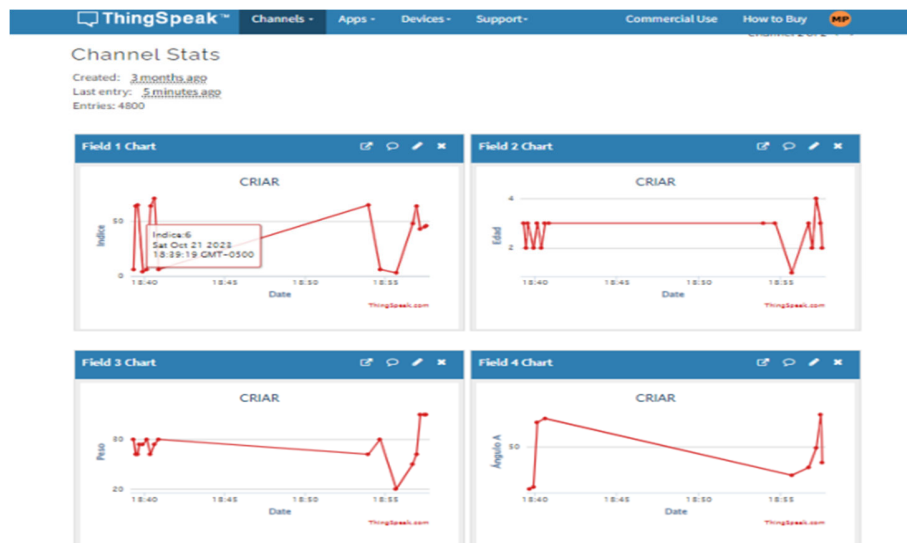 ThingSpeak™ Channels Apps Devices Support Commercial Use How to Buy MP
Channel Stats
Created: 3 months ago
Last entry: 5 minutes ago
Entries: 4800
Field 1 Chart
CRIAR
Indice
50
0
Indice:6
Sat Oct 21 2023
18:39:19 GMT-0500
18:40 18:45 18:50 18:55
Date
ThingSpeak.com
Field 2 Chart
CRIAR
Edad
4
2
18:40 18:45 18:50 18:55
Date
ThingSpeak.com
Field 3 Chart
CRIAR
Peso
20
18:40 18:45 18:50 18:55
Date
ThingSpeak.com
Field 4 Chart
CRIAR
Ángulo A
50
18:40 18:45 18:50 18:55
Date
ThingSpeak.com